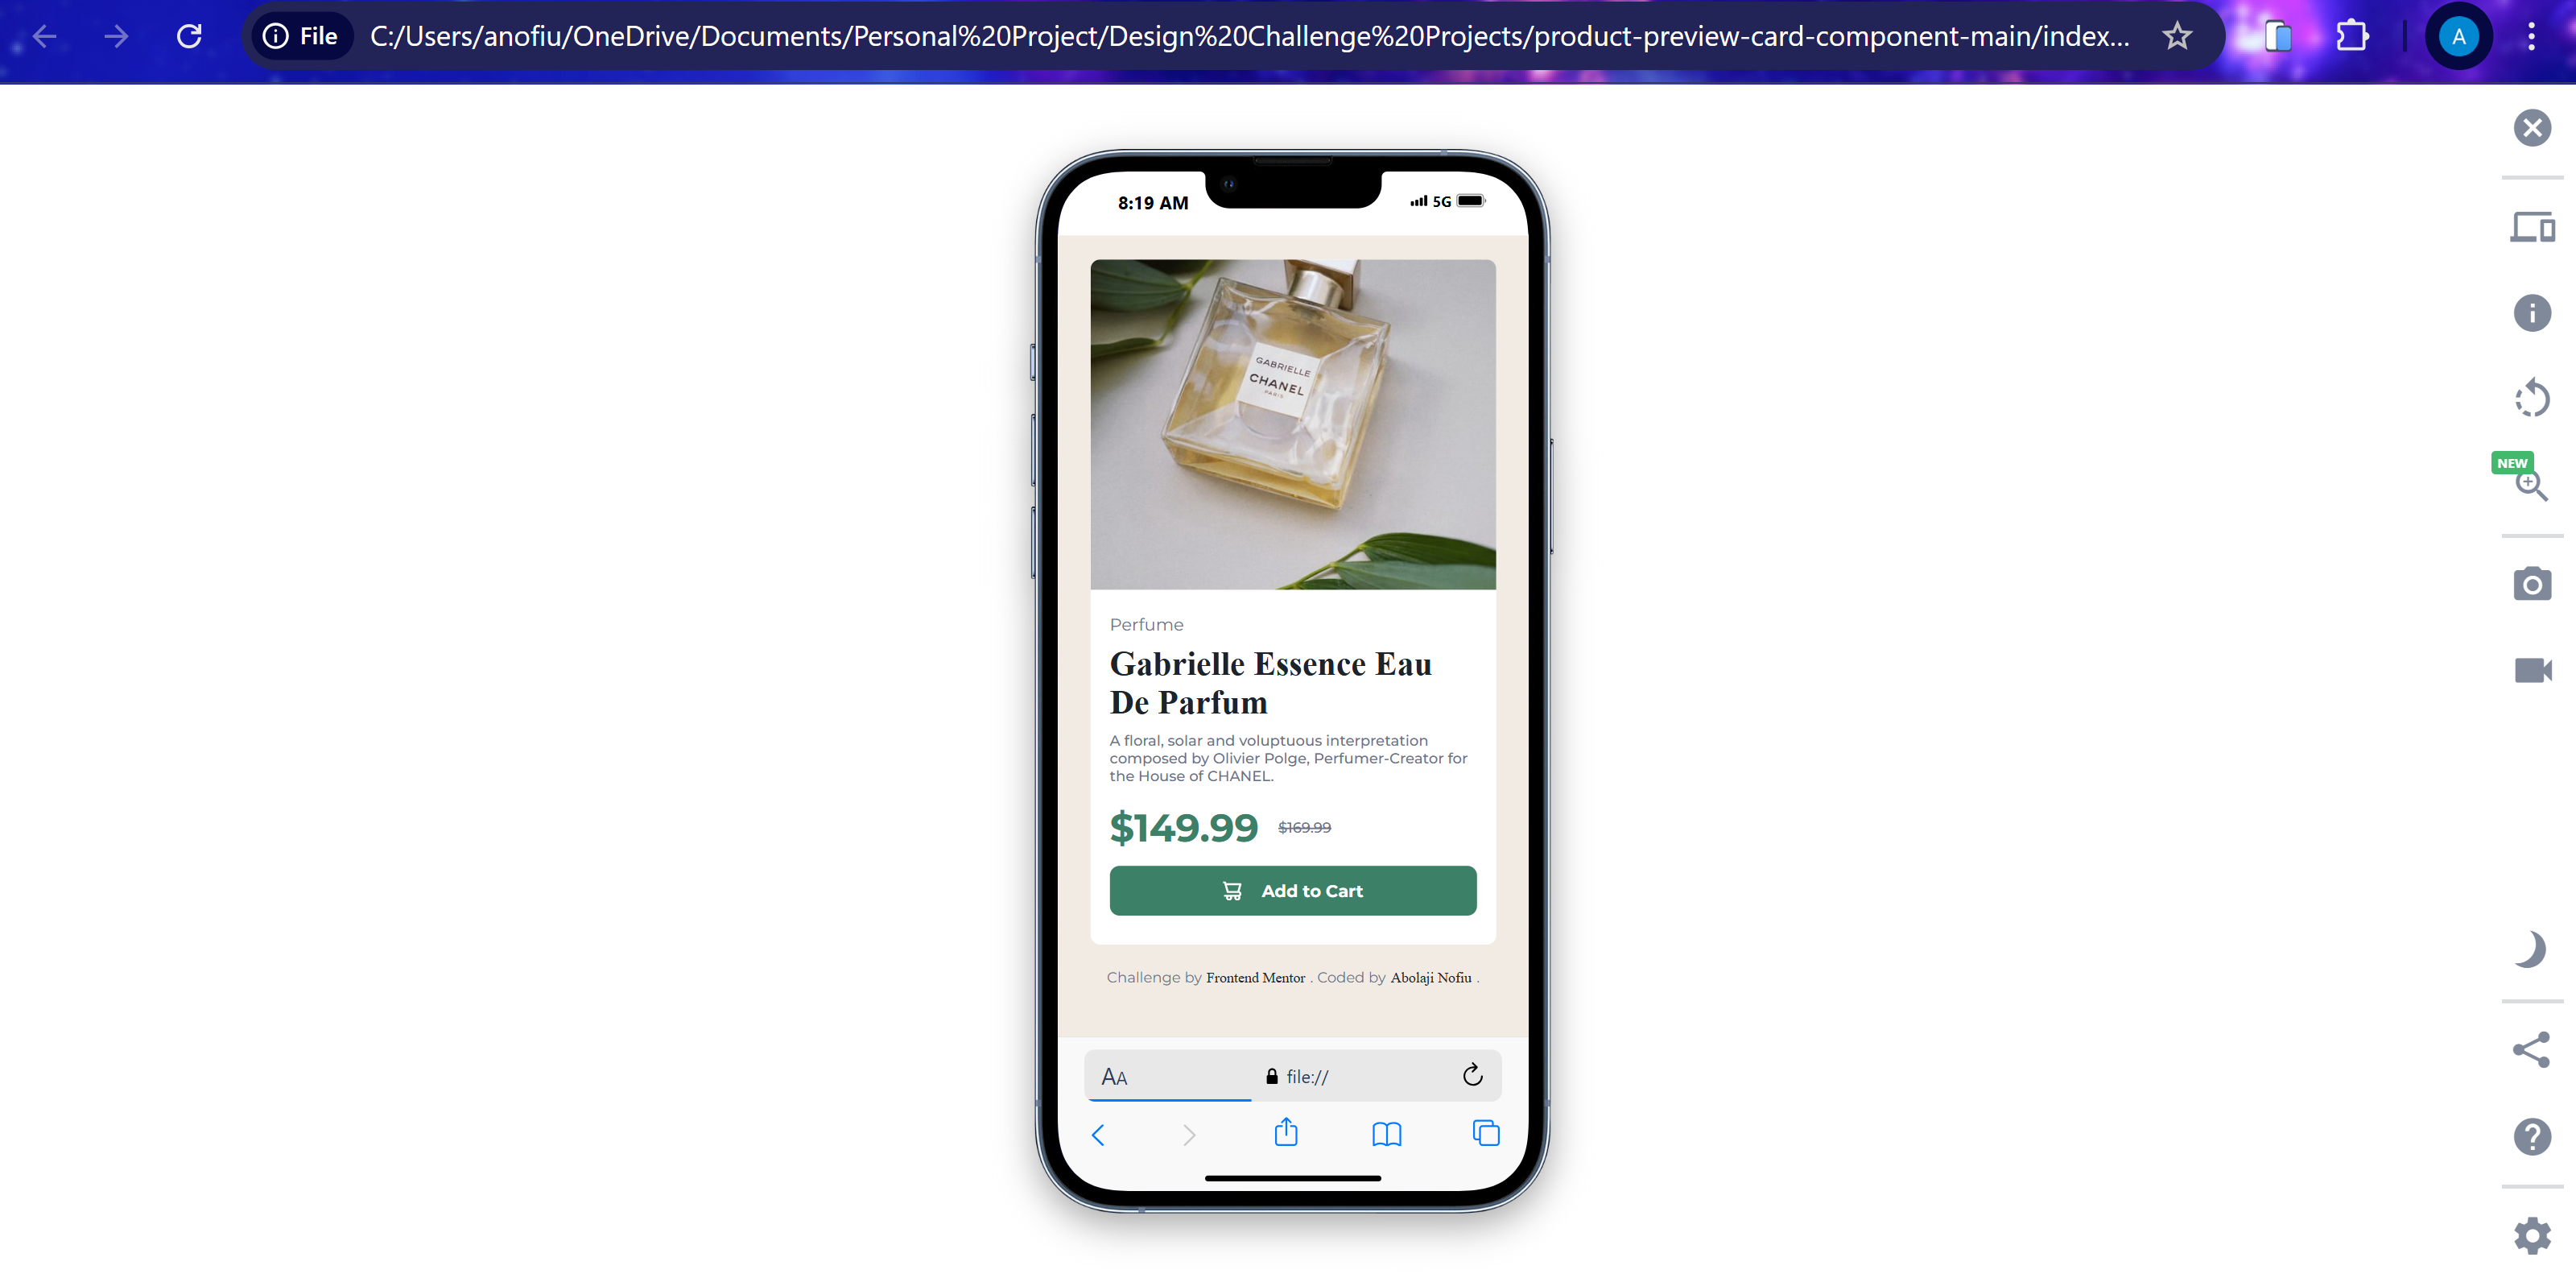 File
C:/Users/anofiu/OneDrive/Documents/Personal%20Project/Design%20Challenge%20Projects/product-preview-card-component-main/index...
A
8:19 AM
5G
GABRIELLE
CHANEL
PARIS
NEW
Perfume
Gabrielle Essence Eau
De Parfum
A floral, solar and voluptuous interpretation
composed by Olivier Polge, Perfumer-Creator for
the House of CHANEL.
$149.99 $169.99
Add to Cart
Challenge by Frontend Mentor . Coded by Abolaji Nofiu .
AA
file://